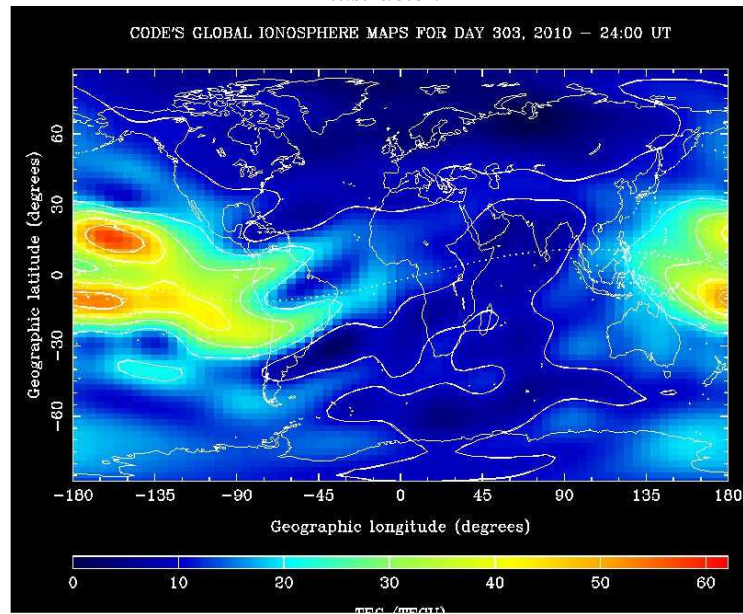 CODE'S GLOBAL IONOSPHERE MAPS FOR DAY 303, 2010 − 24:00 UT
Geographic latitude (degrees)
60
30
0
−30
−60
−180 −135 −90 −45 0 45 90 135 180
Geographic longitude (degrees)
0 10 20 30 40 50 60
TEC (TECU)